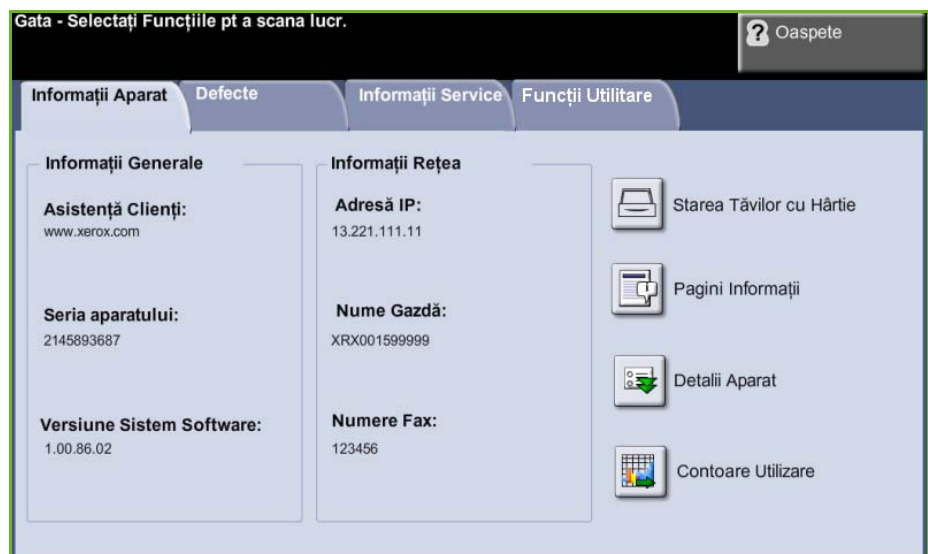 Gata - Selectați Funcțiile pt a scana lucr.
? Oaspete
Informații Aparat
Defecte
Informații Service
Funcții Utilitare
Informații Generale
Asistență Clienți:
www.xerox.com
Seria aparatului:
2145893687
Versiune Sistem Software:
1.00.86.02
Informații Rețea
Adresă IP:
13.221.111.11
Nume Gazdă:
XRX001599999
Numere Fax:
123456
Starea Tăvilor cu Hârtie
Pagini Informații
Detalii Aparat
Contoare Utilizare